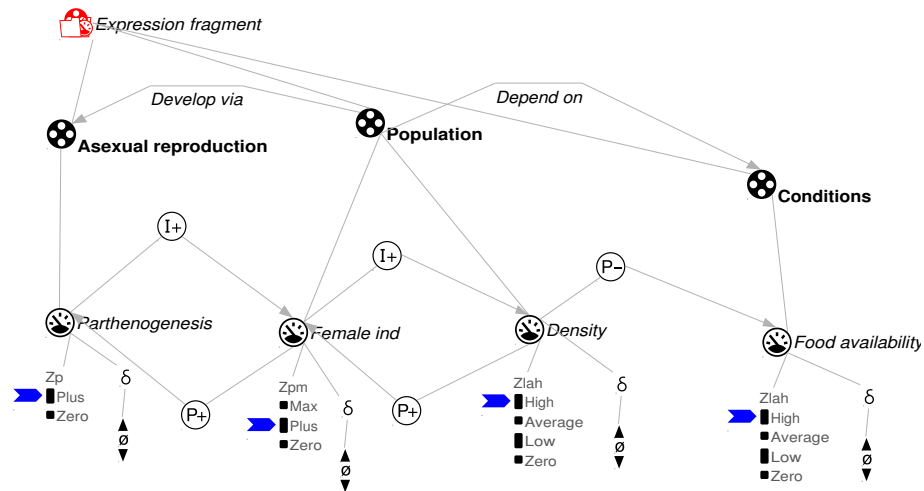 Expression fragment
Develop via
Depend on
Asexual reproduction
Population
Conditions
I+
I+
P−
Parthenogenesis
Female ind
Density
Food availability
Zp
Plus
Zero
δ
ø
P+
Zpm
Max
Plus
Zero
δ
ø
P+
Zlah
High
Average
Low
Zero
δ
ø
Zlah
High
Average
Low
Zero
δ
ø